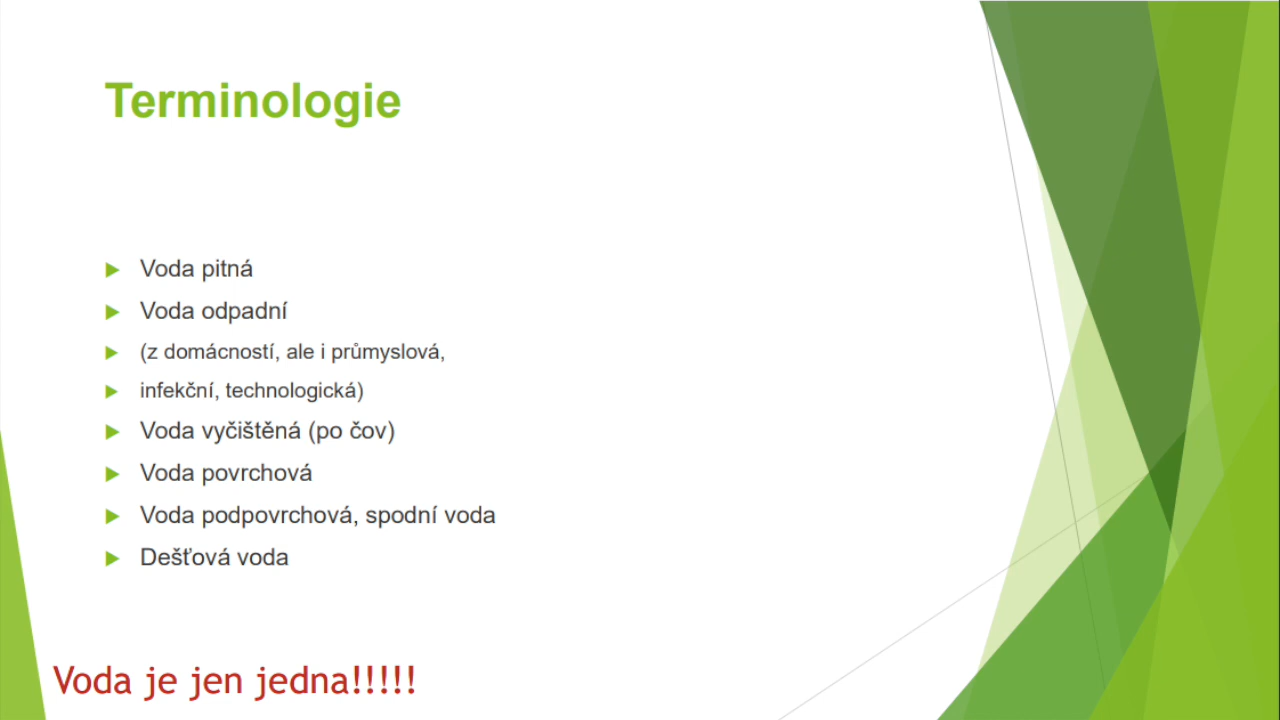 Terminologie
Voda pitná
Voda odpadní
(z domácností, ale i průmyslová,
infekční, technologická)
Voda vyčištěná (po čov)
Voda povrchová
Voda podpovrchová, spodní voda
Dešťová voda
Voda je jen jedna!!!!!